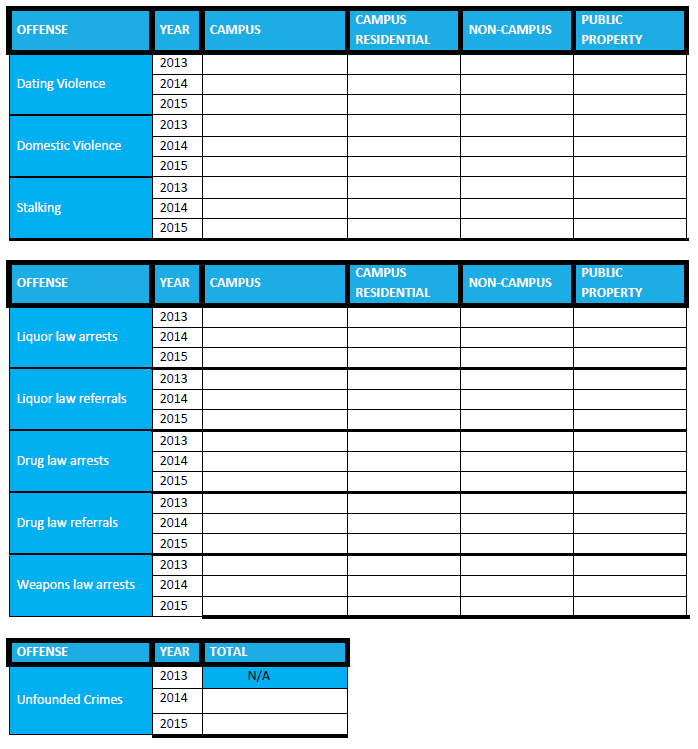 OFFENSE YEAR CAMPUS CAMPUS RESIDENTIAL NON-CAMPUS PUBLIC PROPERTY
2013
Dating Violence 2014
2015
2013
Domestic Violence 2014
2015
2013
Stalking 2014
2015
OFFENSE YEAR CAMPUS CAMPUS RESIDENTIAL NON-CAMPUS PUBLIC PROPERTY
2013
Liquor law arrests 2014
2015
2013
Liquor law referrals 2014
2015
2013
Drug law arrests 2014
2015
2013
Drug law referrals 2014
2015
2013
Weapons law arrests 2014
2015
OFFENSE YEAR TOTAL
2013 N/A
Unfounded Crimes 2014
2015